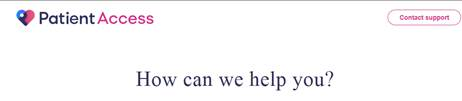 Patient Access
Contact support
How can we help you?